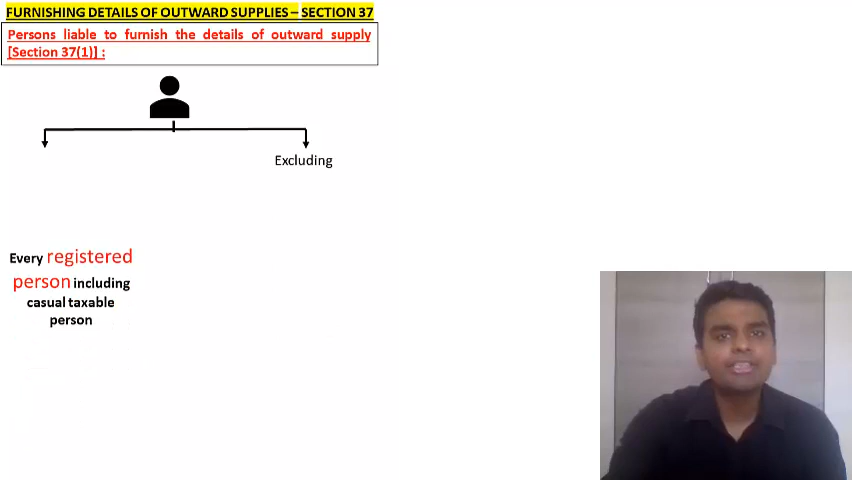 FURNISHING DETAILS OF OUTWARD SUPPLIES – SECTION 37
Persons liable to furnish the details of outward supply
[Section 37(1)] :
Excluding
Every registered
person including
casual taxable
person